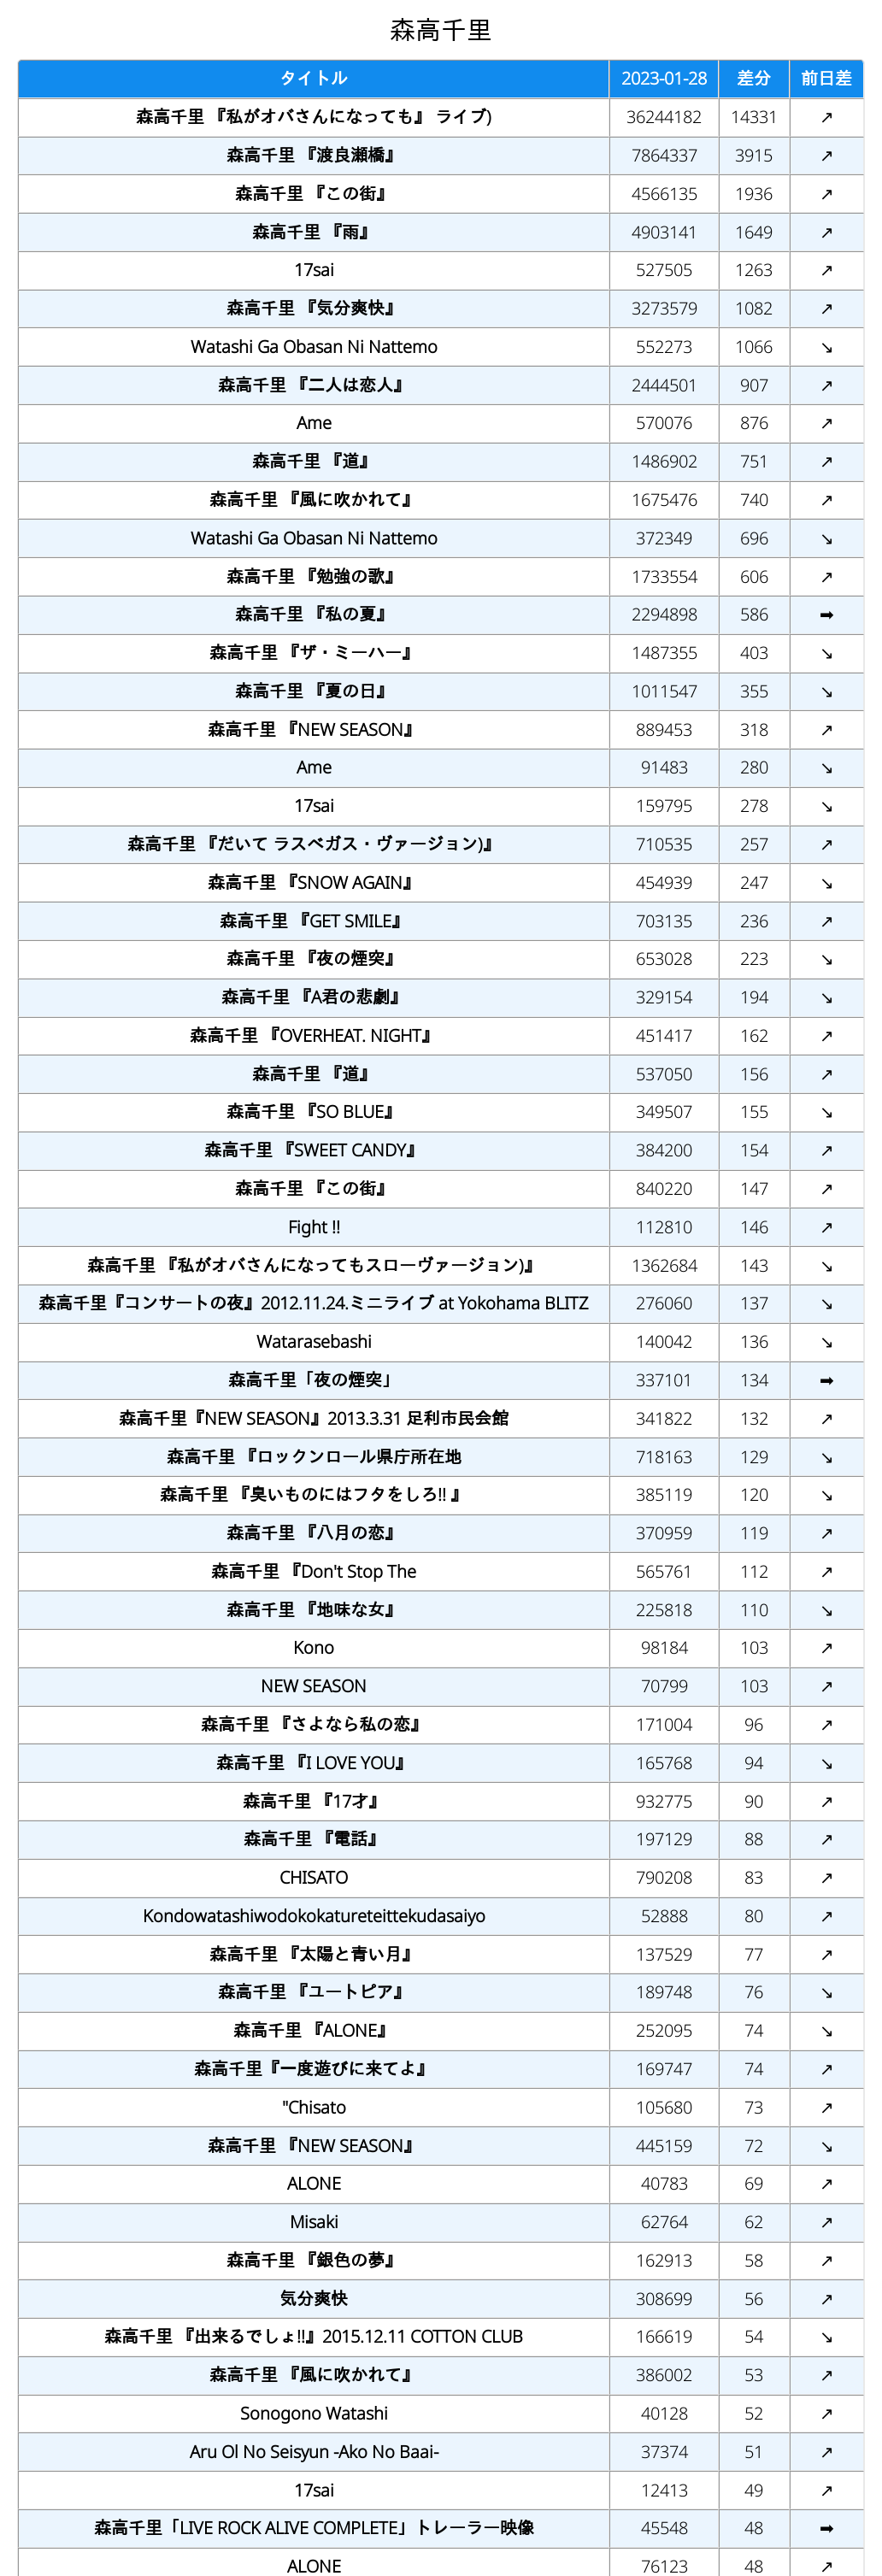 森高千里
タイトル 2023-01-28 差分 前日差
森高千里 『私がオバさんになっても』 ライブ) 36244182 14331 ↗
森高千里 『渡良瀬橋』 7864337 3915 ↗
森高千里 『この街』 4566135 1936 ↗
森高千里 『雨』 4903141 1649 ↗
17sai 527505 1263 ↗
森高千里 『気分爽快』 3273579 1082 ↗
Watashi Ga Obasan Ni Nattemo 552273 1066 ↘
森高千里 『二人は恋人』 2444501 907 ↗
Ame 570076 876 ↗
森高千里 『道』 1486902 751 ↗
森高千里 『風に吹かれて』 1675476 740 ↗
Watashi Ga Obasan Ni Nattemo 372349 696 ↘
森高千里 『勉強の歌』 1733554 606 ↗
森高千里 『私の夏』 2294898 586 ➡
森高千里 『ザ・ミーハー』 1487355 403 ↘
森高千里 『夏の日』 1011547 355 ↘
森高千里 『NEW SEASON』 889453 318 ↗
Ame 91483 280 ↘
17sai 159795 278 ↘
森高千里 『だいて ラスベガス・ヴァージョン)』 710535 257 ↗
森高千里 『SNOW AGAIN』 454939 247 ↘
森高千里 『GET SMILE』 703135 236 ↗
森高千里 『夜の煙突』 653028 223 ↘
森高千里 『A君の悲劇』 329154 194 ↘
森高千里 『OVERHEAT. NIGHT』 451417 162 ↗
森高千里 『道』 537050 156 ↗
森高千里 『SO BLUE』 349507 155 ↘
森高千里 『SWEET CANDY』 384200 154 ↗
森高千里 『この街』 840220 147 ↗
Fight !! 112810 146 ↗
森高千里 『私がオバさんになってもスローヴァージョン)』 1362684 143 ↘
森高千里『コンサートの夜』2012.11.24.ミニライブ at Yokohama BLITZ 276060 137 ↘
Watarasebashi 140042 136 ↘
森高千里「夜の煙突」 337101 134 ➡
森高千里『NEW SEASON』2013.3.31 足利市民会館 341822 132 ↗
森高千里 『ロックンロール県庁所在地 718163 129 ↘
森高千里 『臭いものにはフタをしろ!! 』 385119 120 ↘
森高千里 『八月の恋』 370959 119 ↗
森高千里 『Don't Stop The 565761 112 ↗
森高千里 『地味な女』 225818 110 ↘
Kono 98184 103 ↗
NEW SEASON 70799 103 ↗
森高千里 『さよなら私の恋』 171004 96 ↗
森高千里 『I LOVE YOU』 165768 94 ↘
森高千里 『17才』 932775 90 ↗
森高千里 『電話』 197129 88 ↗
CHISATO 790208 83 ↗
Kondowatashiwodokokatureteittekudasaiyo 52888 80 ↗
森高千里 『太陽と青い月』 137529 77 ↗
森高千里 『ユートピア』 189748 76 ↘
森高千里 『ALONE』 252095 74 ↘
森高千里『一度遊びに来てよ』 169747 74 ↗
"Chisato 105680 73 ↗
森高千里 『NEW SEASON』 445159 72 ↘
ALONE 40783 69 ↗
Misaki 62764 62 ↗
森高千里 『銀色の夢』 162913 58 ↗
気分爽快 308699 56 ↗
森高千里 『出来るでしょ!!』2015.12.11 COTTON CLUB 166619 54 ↘
森高千里 『風に吹かれて』 386002 53 ↗
Sonogono Watashi 40128 52 ↗
Aru Ol No Seisyun -Ako No Baai- 37374 51 ↗
17sai 12413 49 ↗
森高千里「LIVE ROCK ALIVE COMPLETE」トレーラー映像 45548 48 ➡
ALONE 76123 48 ↗